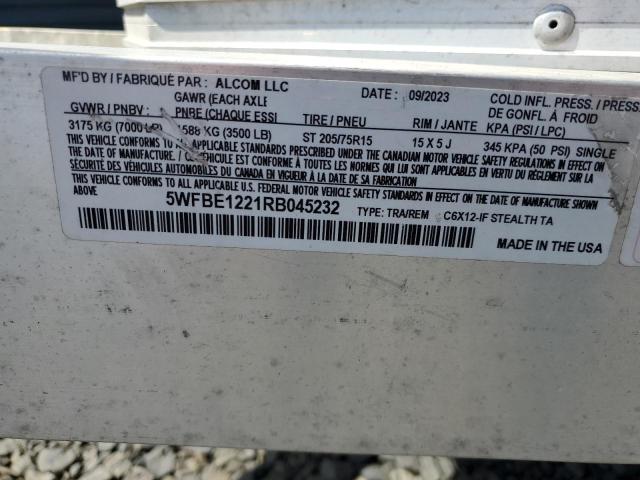 MF'D BY / FABRIQUÉ PAR : ALCOM LLC DATE : 09/2023
GVWR / PNBV : GAWR (EACH AXLE PNBE (CHAQUE ESSI TIRE / PNEU RIM / JANTE COLD INFL. PRESS. / PRESS. DE GONFL. À FROID KPA (PSI / LPC)
3175 KG (7000 LB) 588 KG (3500 LB) ST 205/75R15 15 X 5 J 345 KPA (50 PSI) SINGLE
THIS VEHICLE CONFORMS TO ALL APPLICABLE STANDARDS PRESCRIBED UNDER THE CANADIAN MOTOR VEHICLE SAFETY REGULATIONS
IN EFFECT ON THE DATE OF MANUFACTURE. / CE VÉHICULE EST CONFORME À TOUTES LES NORMES QUI LUI SONT APPLICABLES EN VERTU DU RÈGLEMENT SUR LA
SÉCURITÉ DES VÉHICULES AUTOMOBILES DU CANADA EN VIGUEUR À LA DATE DE SA FABRICATION.
THIS VEHICLE CONFORMS TO ALL APPLICABLE U.S. FEDERAL MOTOR VEHICLE SAFETY STANDARDS IN EFFECT ON THE DATE OF MANUFACTURE SHOWN
ABOVE 5WFBE1221RB045232 TYPE: TRA/REM C6X12-IF STEALTH TA
MADE IN THE USA